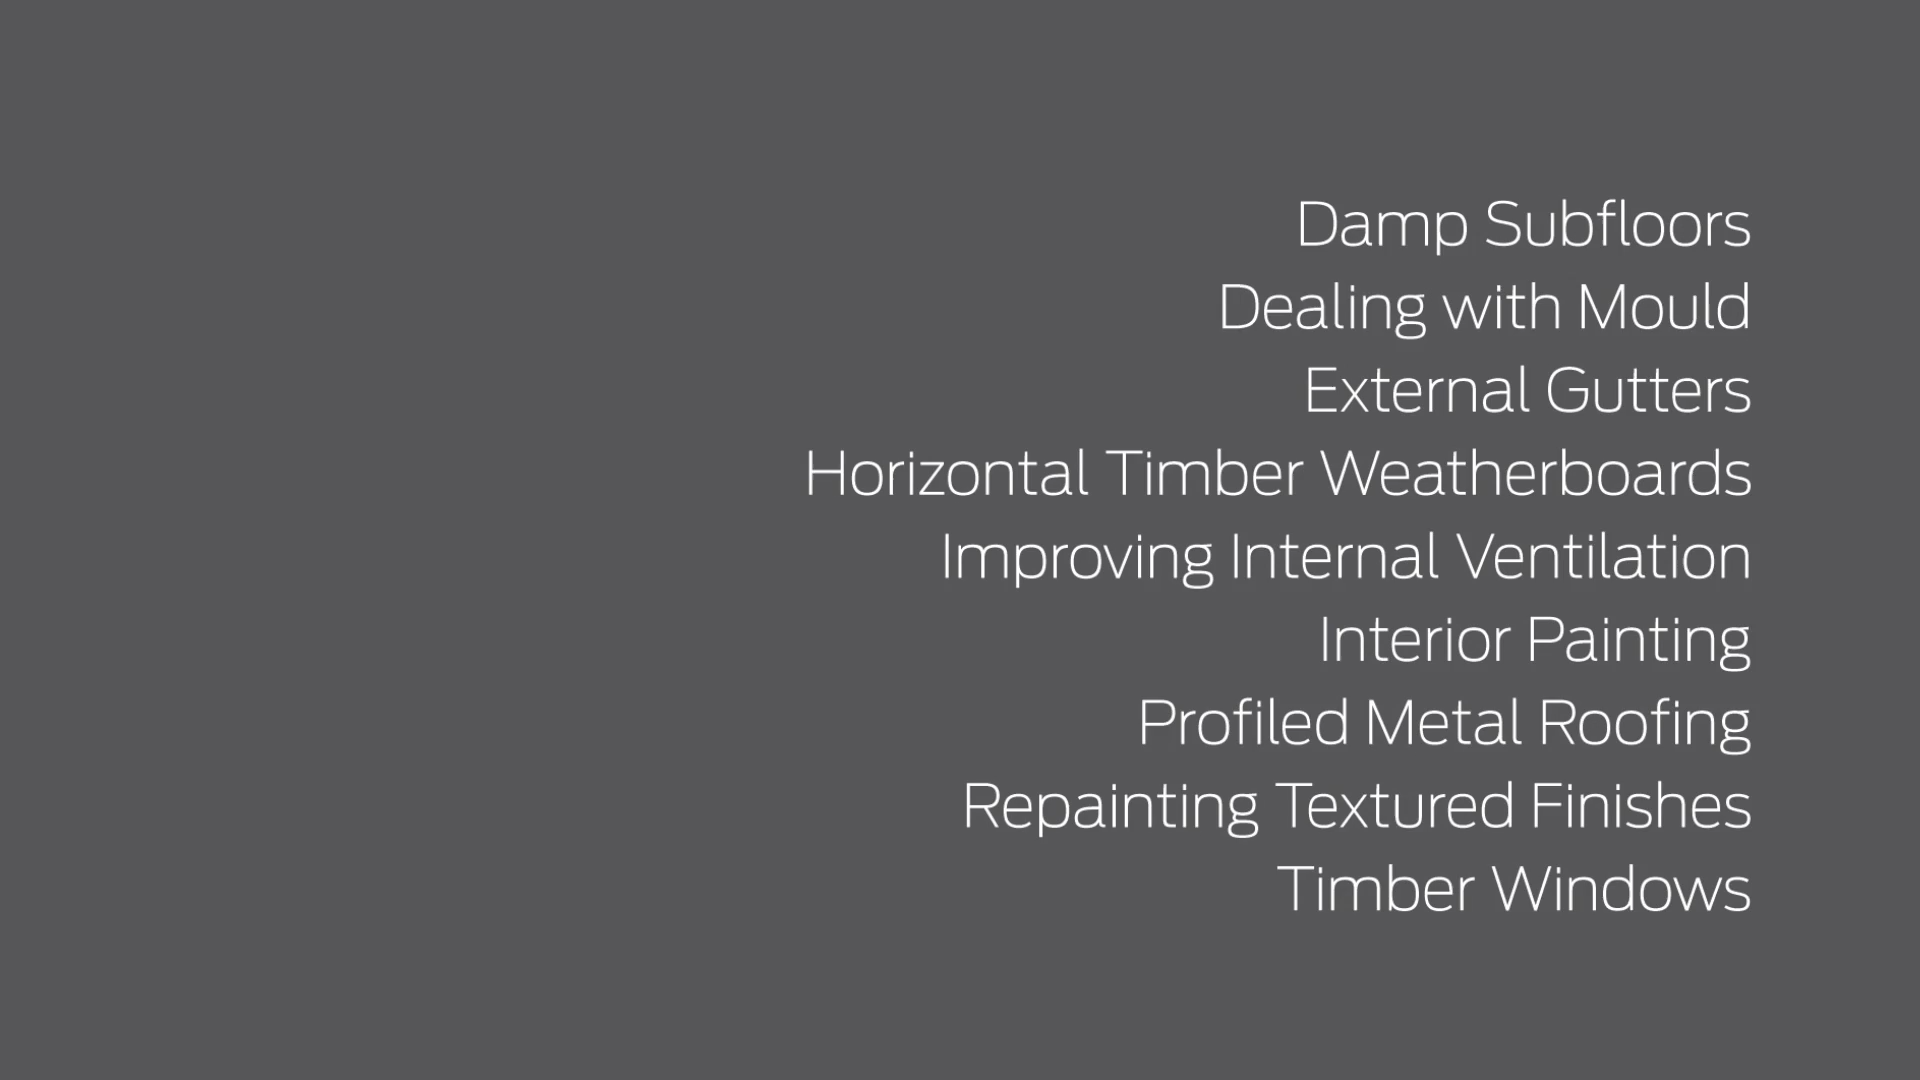 Damp Subfloors
Dealing with Mould
External Gutters
Horizontal Timber Weatherboards
Improving Internal Ventilation
Interior Painting
Profiled Metal Roofing
Repainting Textured Finishes
Timber Windows